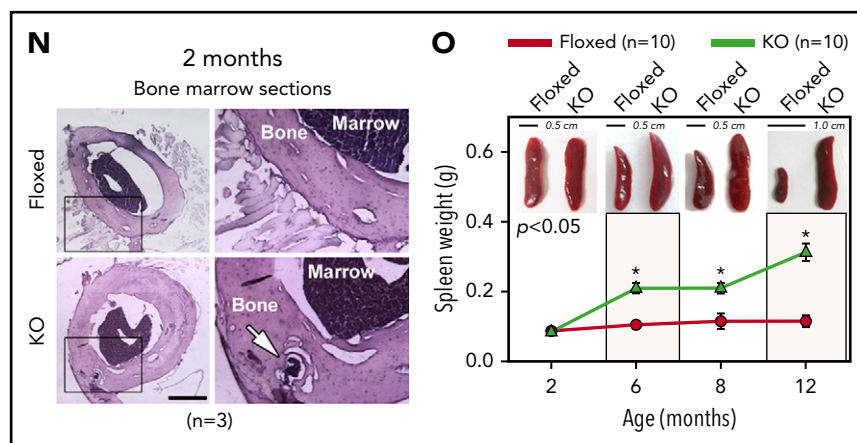 N
2 months
Bone marrow sections
Floxed
Bone
Marrow
KO
Bone
Marrow
(n=3)
O
Floxed (n=10)
KO (n=10)
Floxed
KO
Floxed
KO
Floxed
KO
Floxed
KO
0.5 cm
0.5 cm
0.5 cm
1.0 cm
Spleen weight (g)
0.6
0.4
0.2
0.0
p<0.05
*
*
*
2
6
8
12
Age (months)